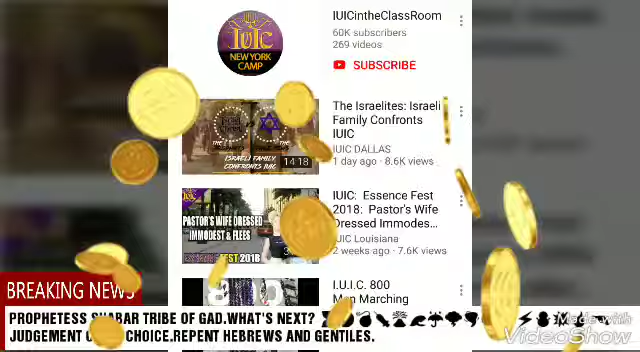 IUIC
NEW YORK
CAMP
IUICintheClassRoom
60K subscribers
269 videos
SUBSCRIBE
ISRAELI FAMILY
CONFRONTS IUIC
14:18
The Israelites: Israeli
Family Confronts
IUIC
IUIC DALLAS
1 day ago · 8.6K views
PASTOR'S WIFE DRESSED
IMMODEST & FLEES
FEST 2018
IUIC: Essence Fest
2018: Pastor's Wife
Dressed Immodes...
IUIC Louisiana
2 weeks ago · 7.6K views
I.U.I.C. 800
Men Marching
BREAKING NEWS
PROPHETESS SHABAR TRIBE OF GAD.WHAT'S NEXT?
JUDGEMENT CHOICE.REPENT HEBREWS AND GENTILES.
Made with
VideoShow